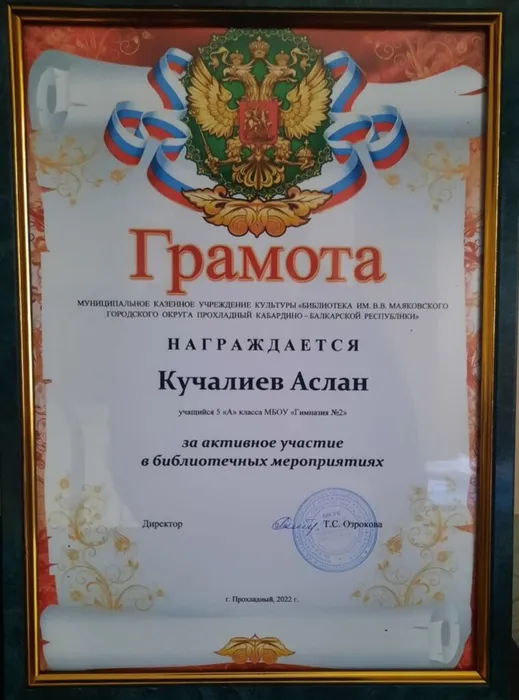 Грамота
МУНИЦИПАЛЬНОЕ КАЗЕННОЕ УЧРЕЖДЕНИЕ КУЛЬТУРЫ «БИБЛИОТЕКА ИМ. В.В. МАЯКОВСКОГО
ГОРОДСКОГО ОКРУГА ПРОХЛАДНЫЙ КАБАРДИНО – БАЛКАРСКОЙ РЕСПУБЛИКИ»
НАГРАЖДАЕТСЯ
Кучалиев Аслан
учащийся 5 «А» класса МБОУ «Гимназия №2»
за активное участие
в библиотечных мероприятиях
Директор Т.С. Озрокова
г. Прохладный, 2022 г.